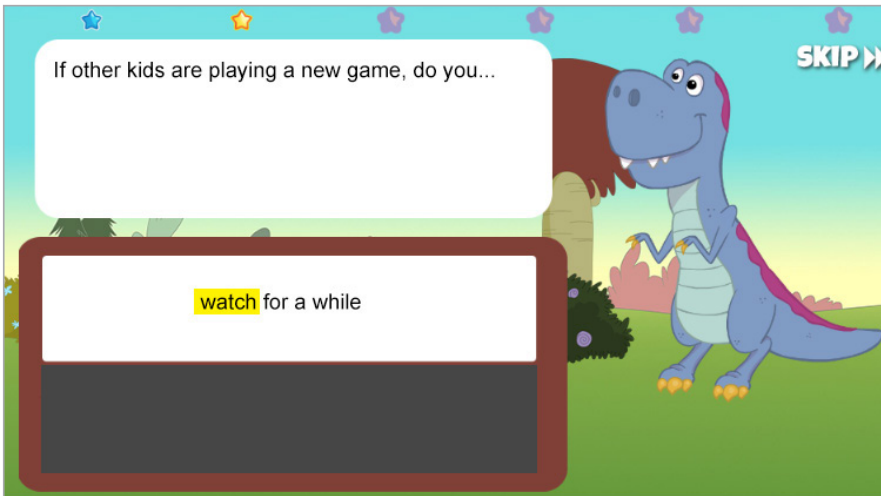 SKIP
If other kids are playing a new game, do you...
watch for a while